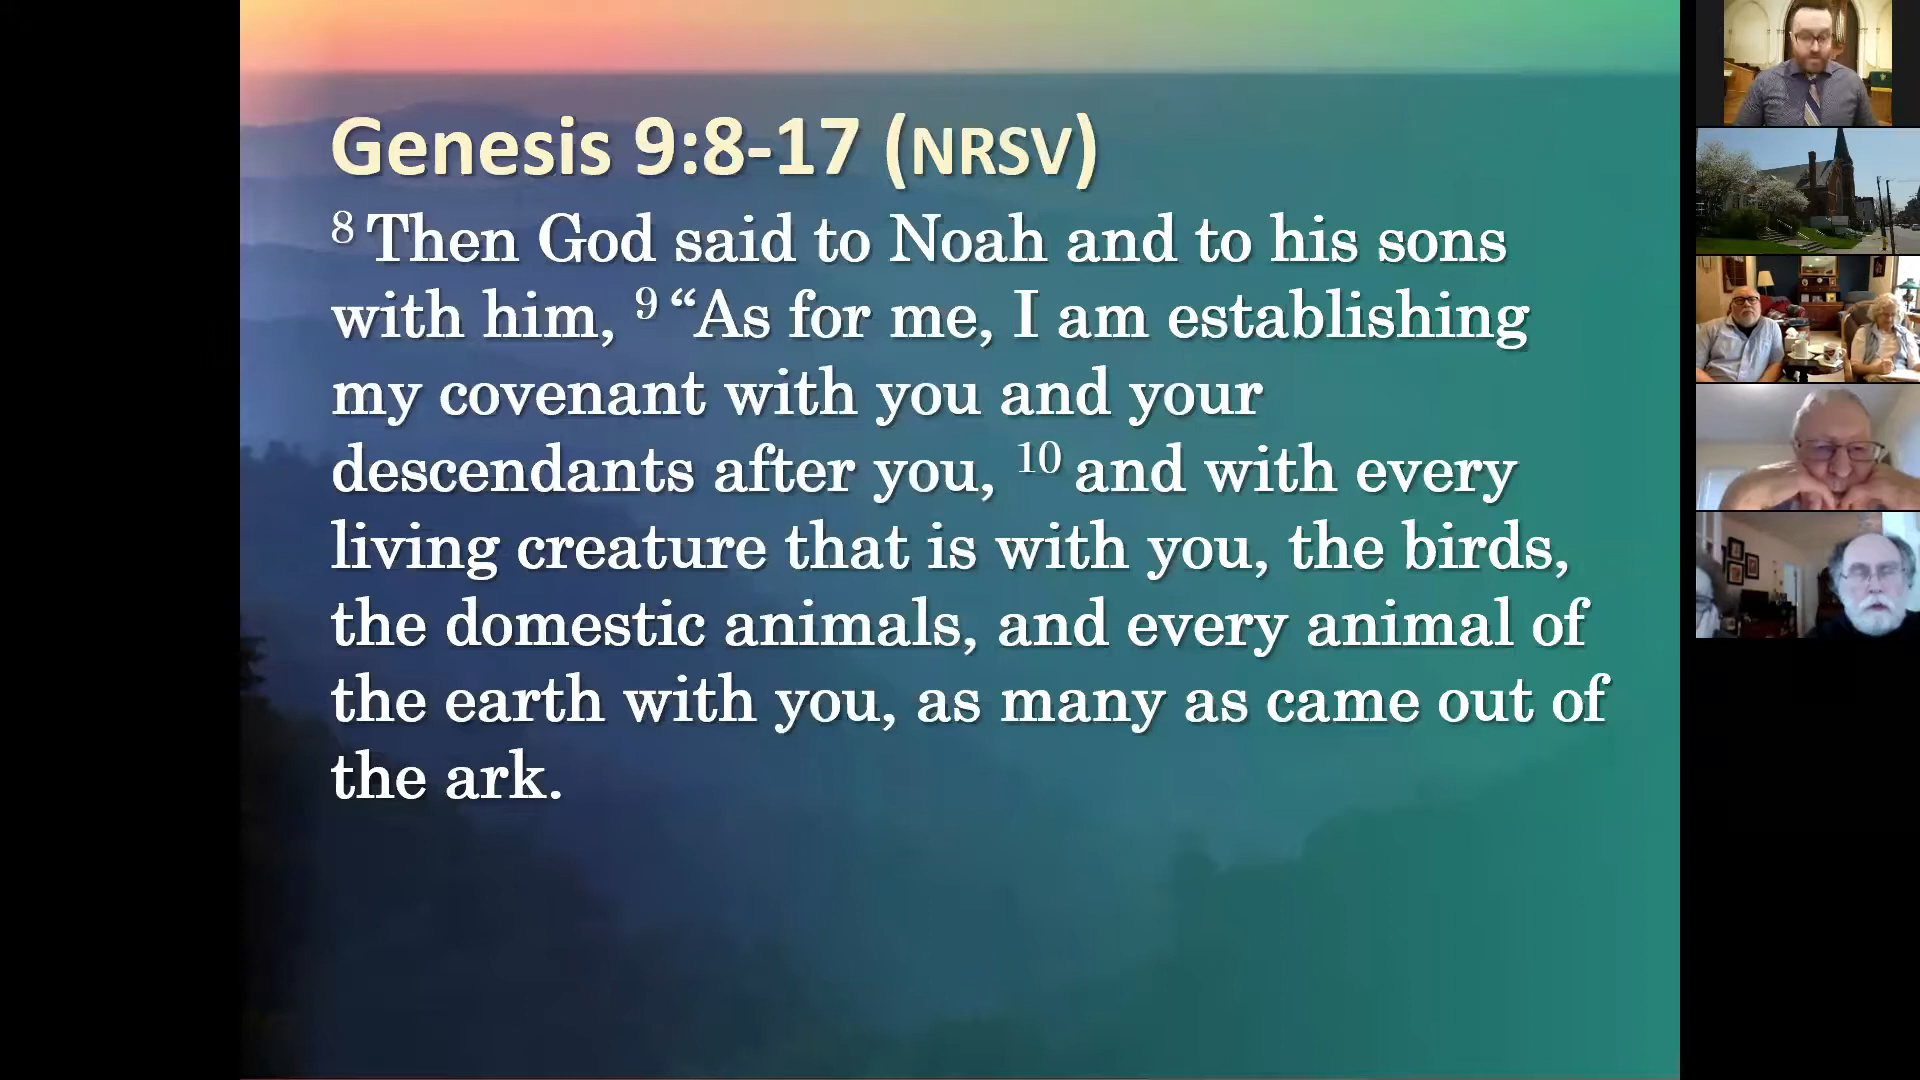 Genesis 9:8-17 (NRSV)
8 Then God said to Noah and to his sons
with him, 9 “As for me, I am establishing
my covenant with you and your
descendants after you, 10 and with every
living creature that is with you, the birds,
the domestic animals, and every animal of
the earth with you, as many as came out of
the ark.